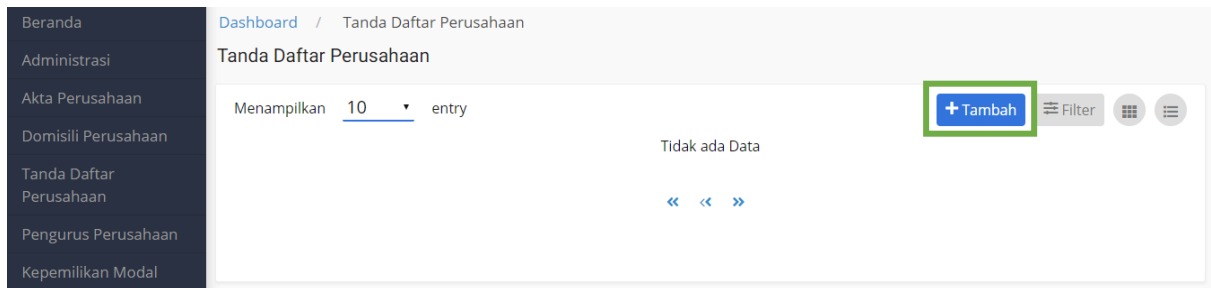 Beranda
Administrasi
Akta Perusahaan
Domisili Perusahaan
Tanda Daftar
Perusahaan
Pengurus Perusahaan
Kepemilikan Modal
Dashboard / Tanda Daftar Perusahaan
Tanda Daftar Perusahaan
Menampilkan 10 entry
+ Tambah
Filter
Tidak ada Data